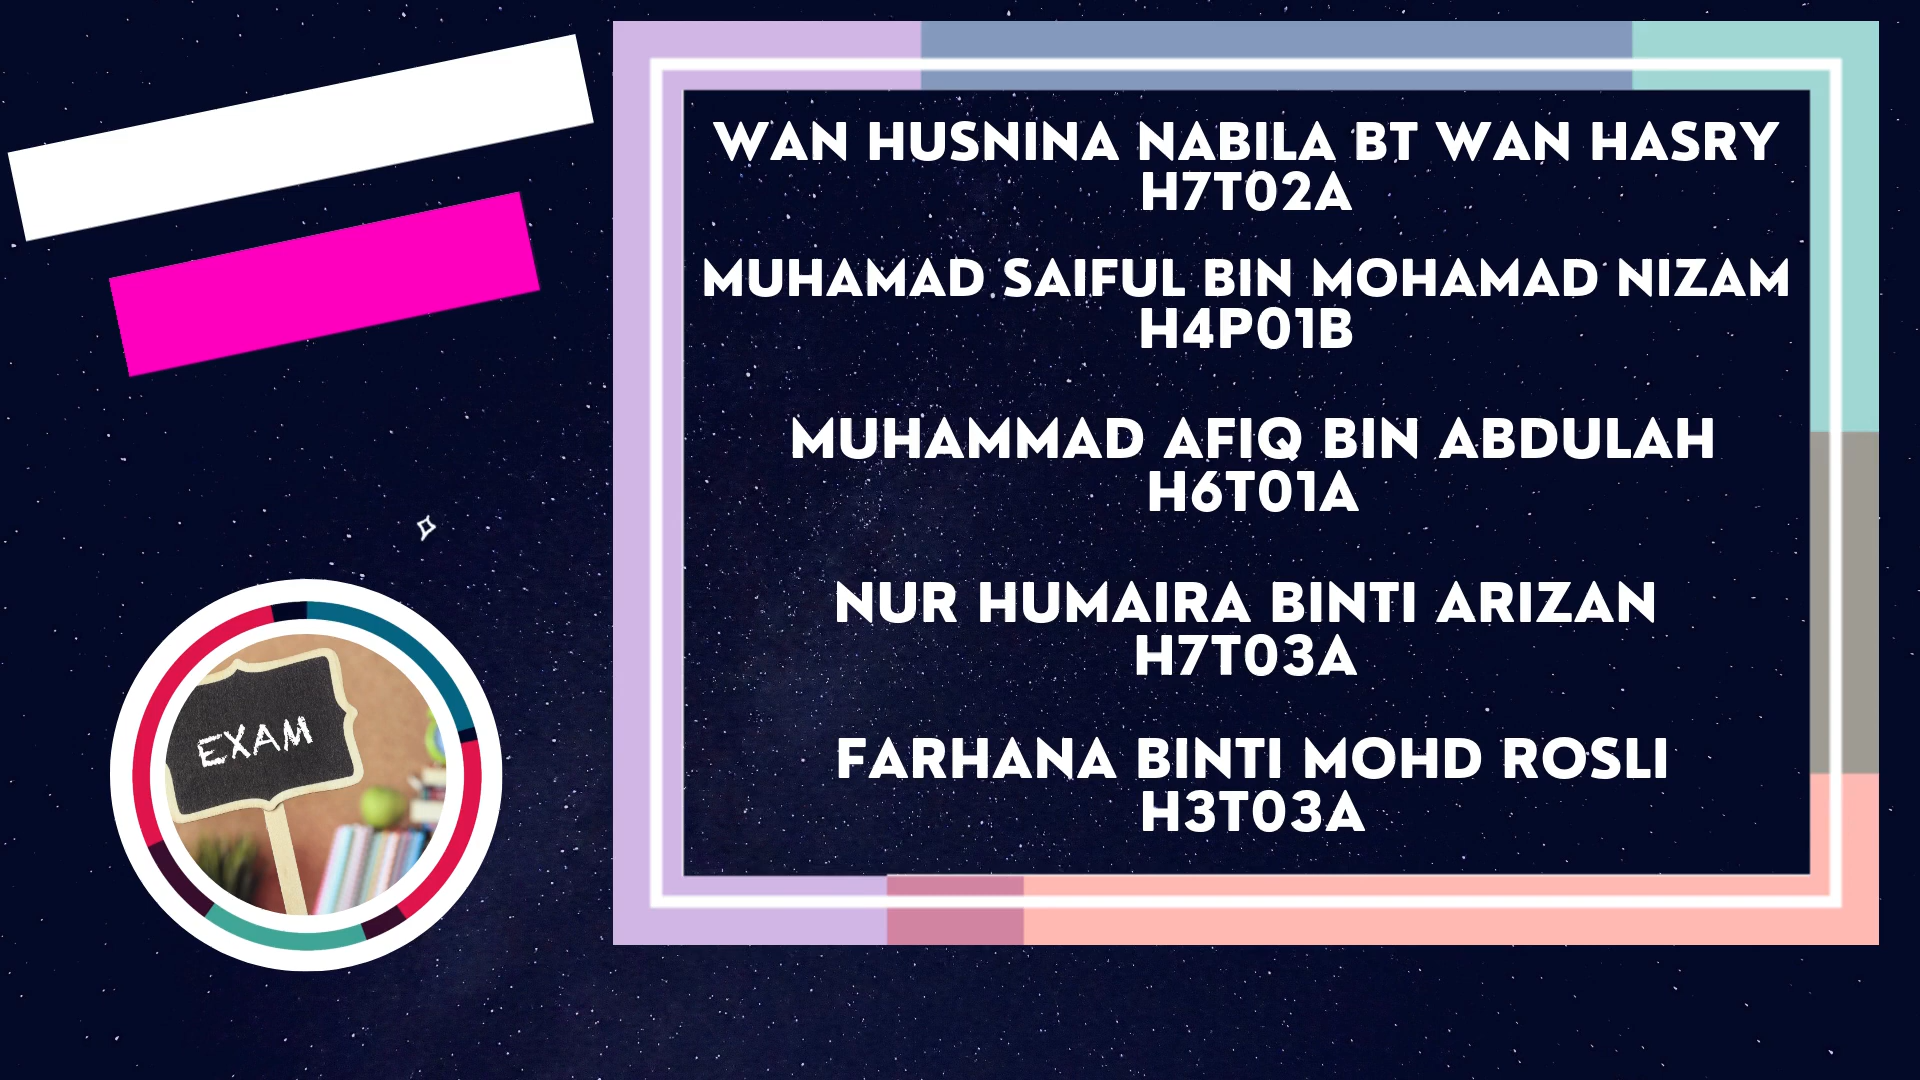 WAN HUSNINA NABILA BT WAN HASRY
H7T02A
MUHAMAD SAIFUL BIN MOHAMAD NIZAM
H4P01B
MUHAMMAD AFIQ BIN ABDULAH
H6T01A
NUR HUMAIRA BINTI ARIZAN
H7T03A
FARHANA BINTI MOHD ROSLI
H3T03A
EXAM